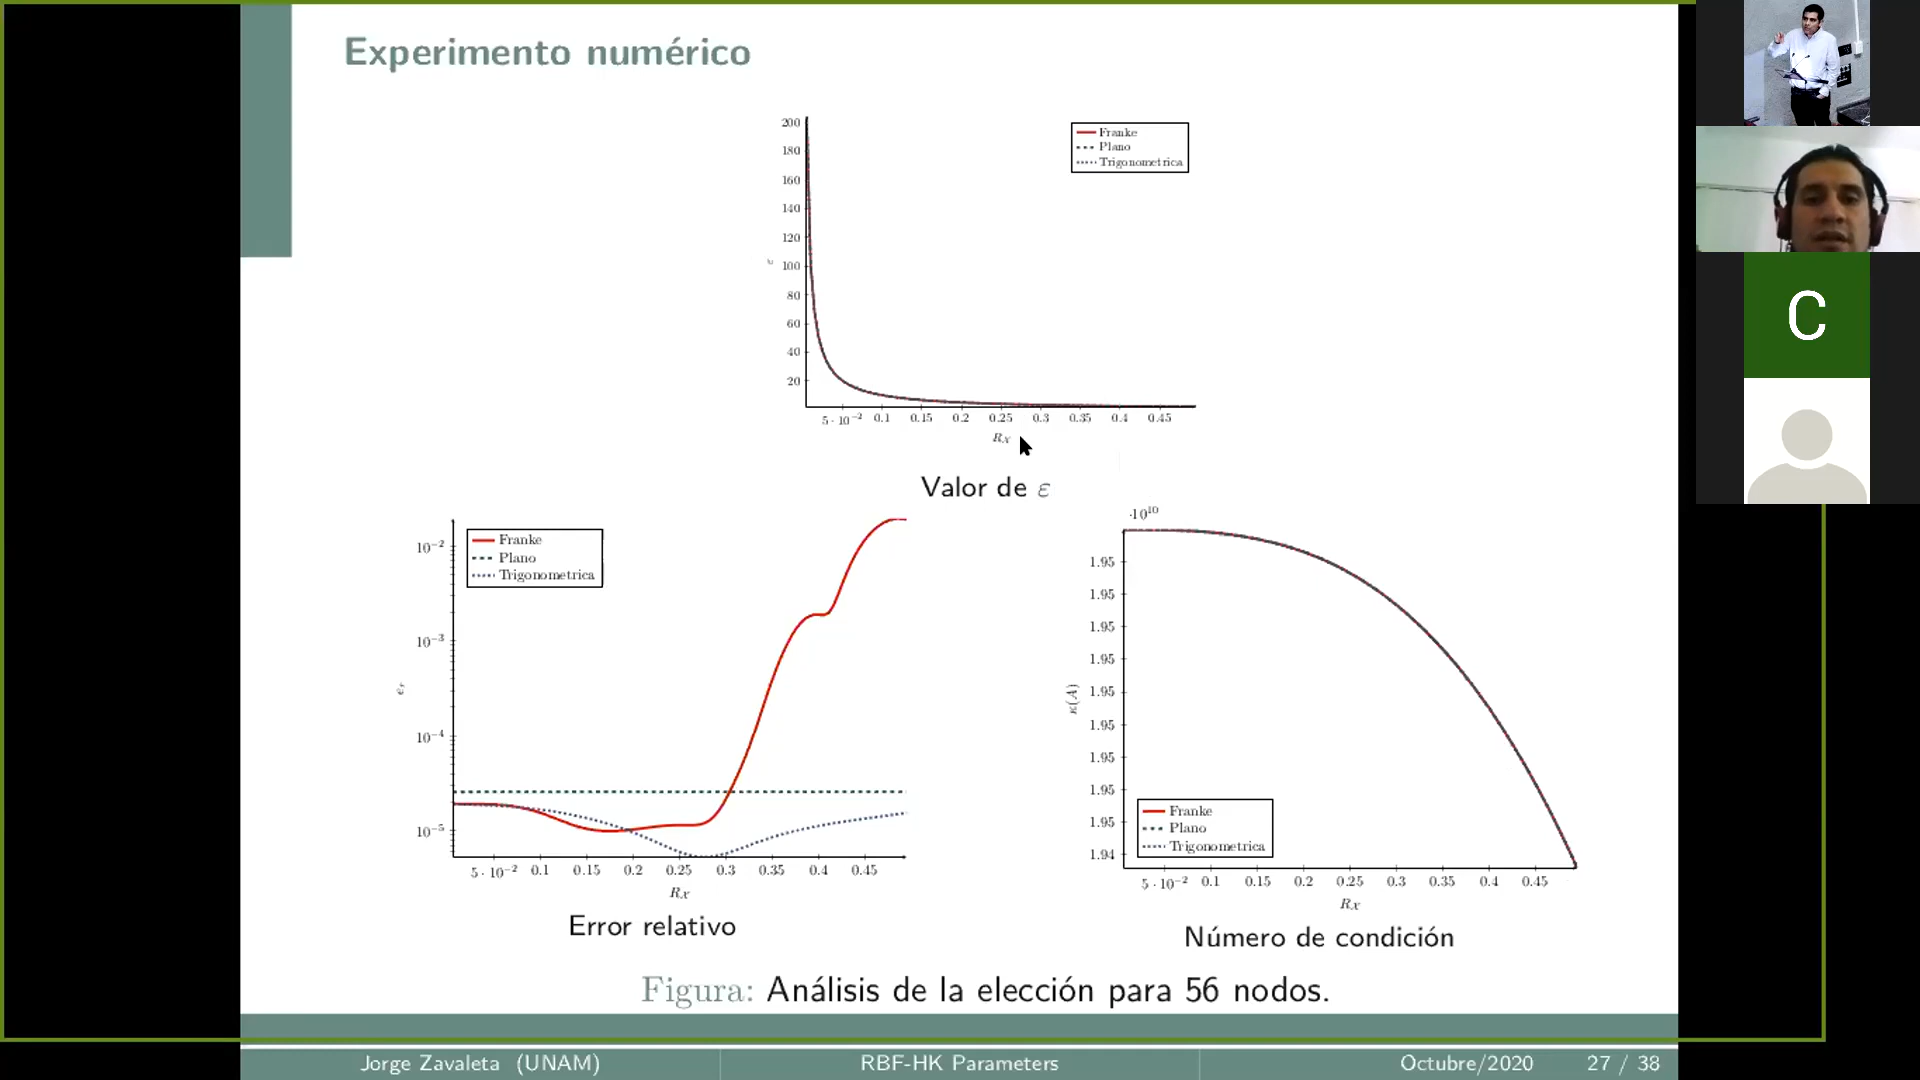 Experimento numérico
200
180
160
140
120
100
80
60
40
20
ε
Franke
Plano
Trigonometrica
5 · 10⁻² 0.1 0.15 0.2 0.25 0.3 0.35 0.4 0.45
R𝒳
Valor de ε
10⁻²
10⁻³
10⁻⁴
10⁻⁵
eᵣ
Franke
Plano
Trigonometrica
5 · 10⁻² 0.1 0.15 0.2 0.25 0.3 0.35 0.4 0.45
R𝒳
Error relativo
·10¹⁰
1.95
1.95
1.95
1.95
1.95
1.95
1.95
1.95
1.95
1.94
κ(A)
Franke
Plano
Trigonometrica
5 · 10⁻² 0.1 0.15 0.2 0.25 0.3 0.35 0.4 0.45
R𝒳
Número de condición
Figura: Análisis de la elección para 56 nodos.
Jorge Zavaleta (UNAM) RBF-HK Parameters Octubre/2020 27 / 38
C